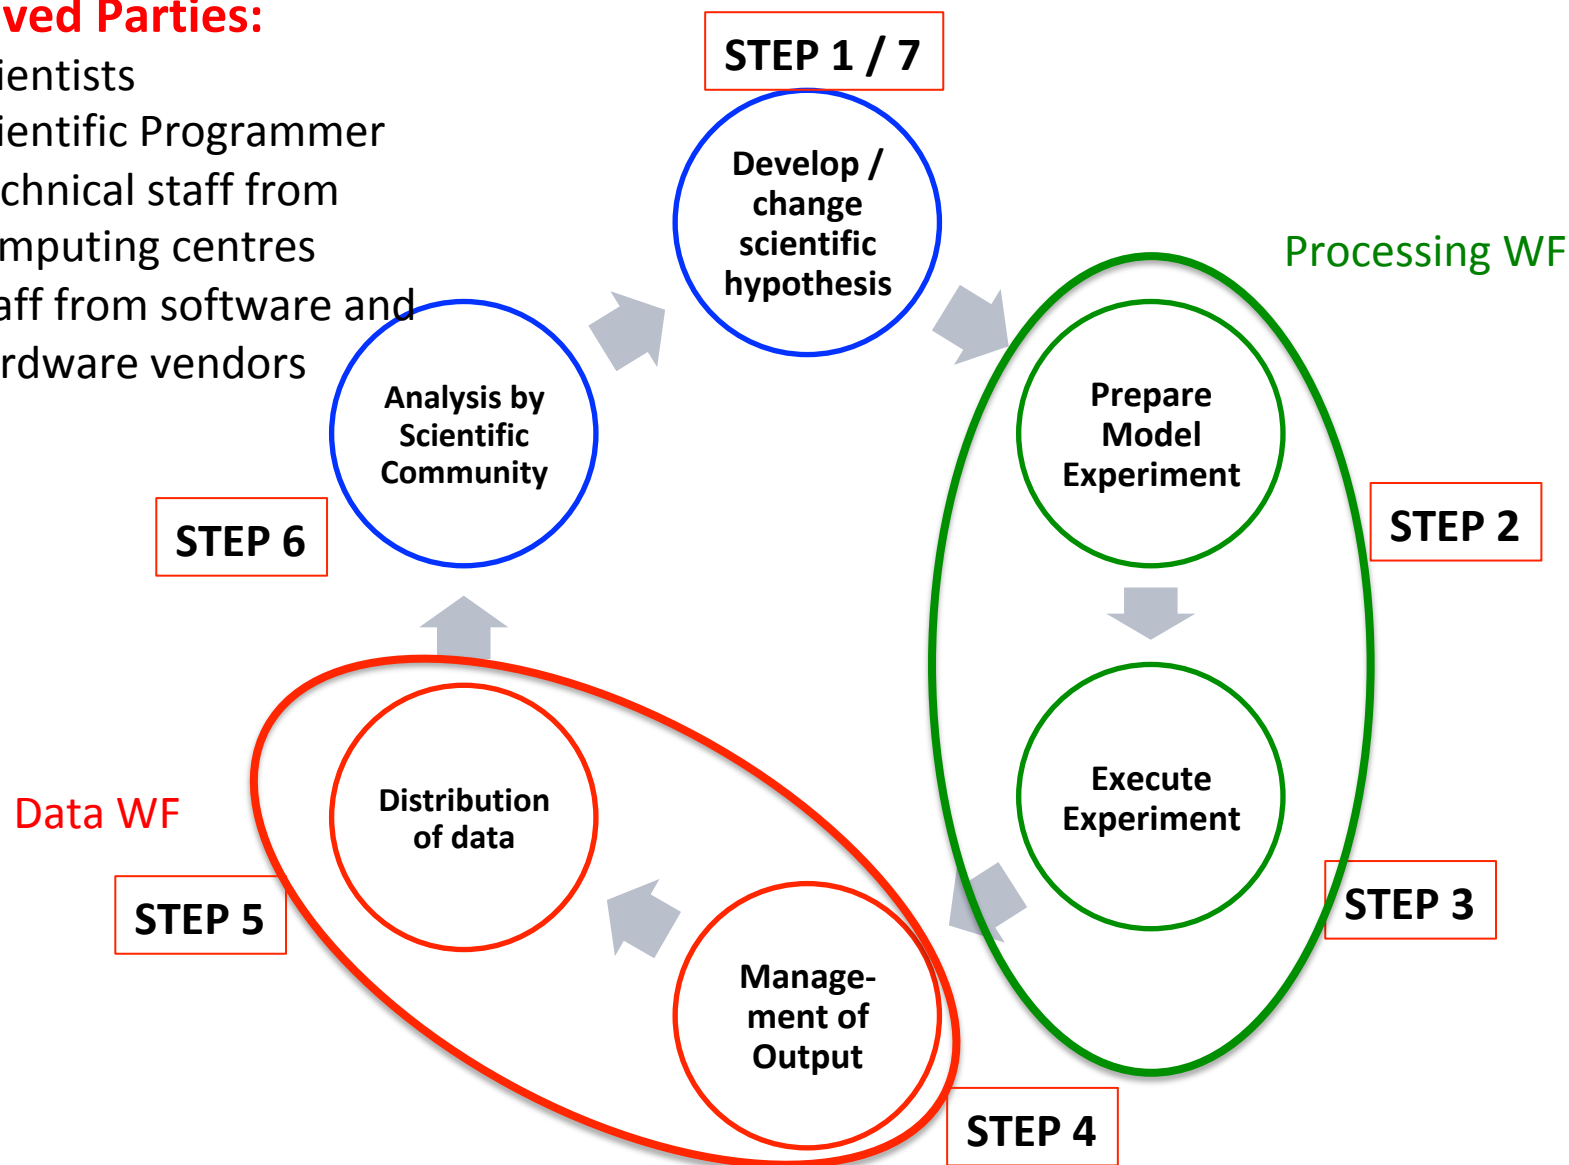 ved Parties:
ientists
ientific Programmer
chnical staff from
mputing centres
aff from software and
rdware vendors
STEP 1 / 7
Develop /
change
scientific
hypothesis
Processing WF
Prepare
Model
Experiment
STEP 2
Execute
Experiment
STEP 3
Manage-
ment of
Output
STEP 4
Distribution
of data
Data WF
STEP 5
Analysis by
Scientific
Community
STEP 6